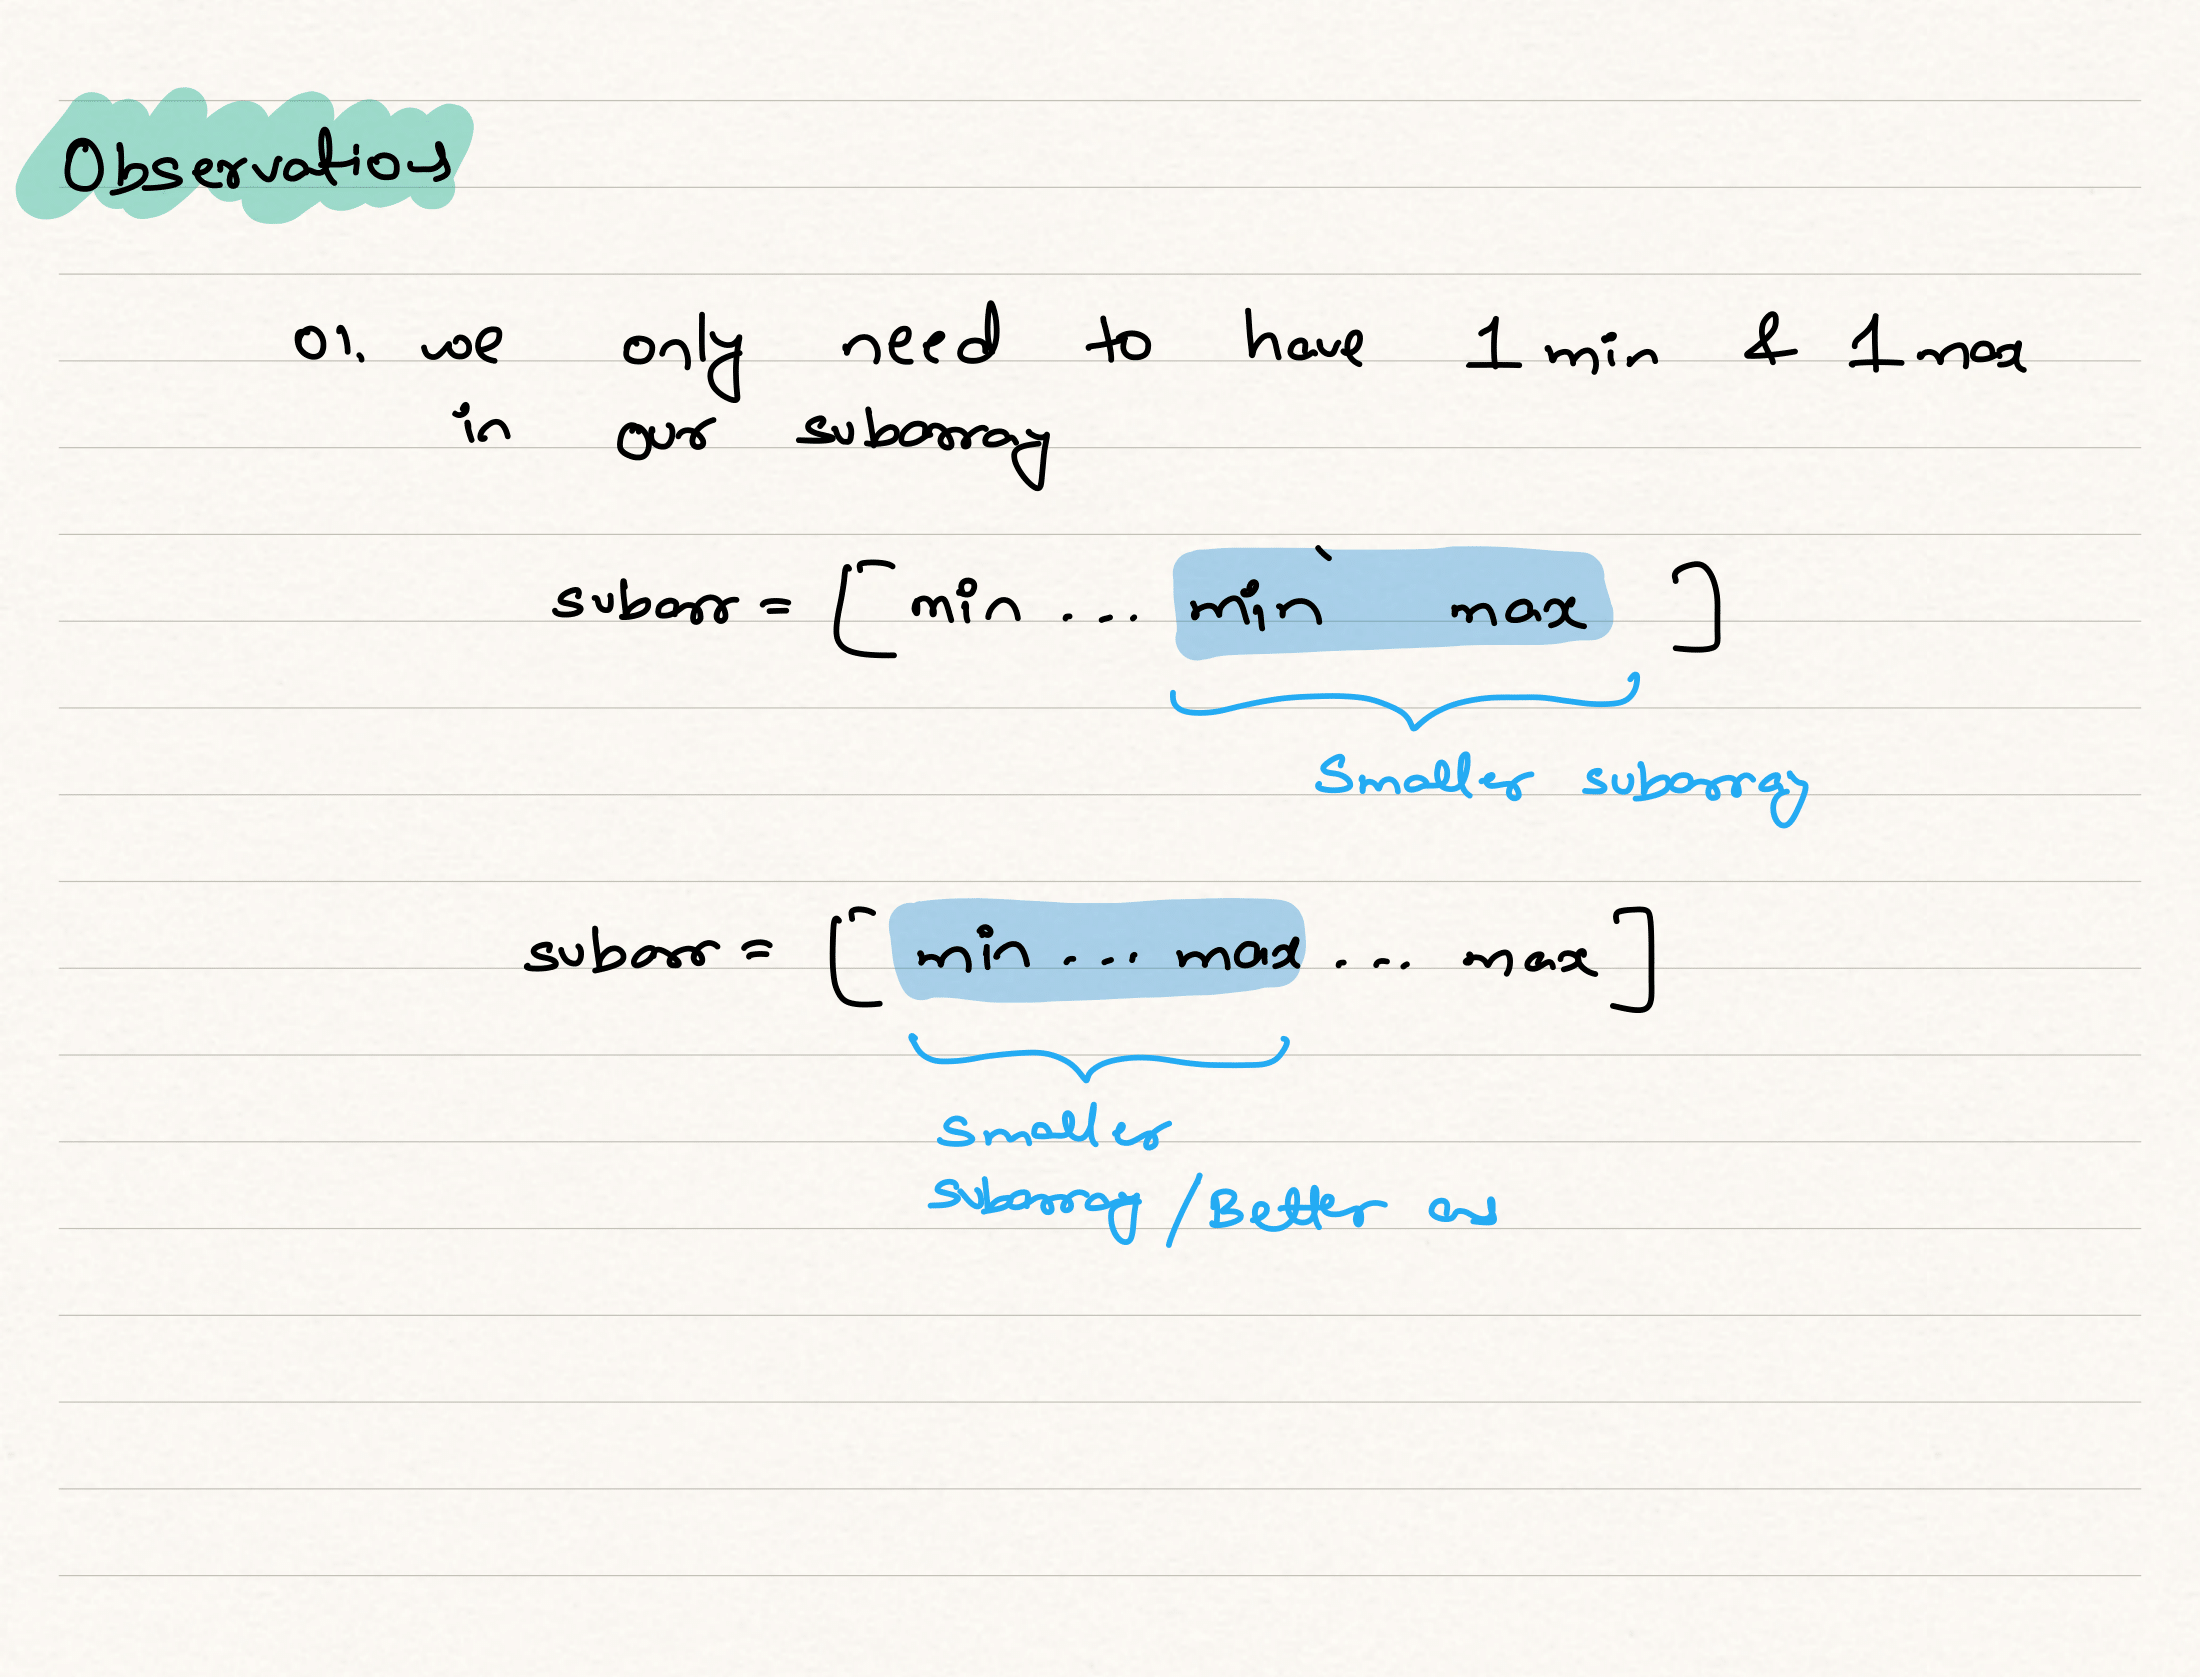 Observations
01. we only need to have 1 min & 1 max
in our subarray
subarr = [ min ... min max ]
Smaller subarray
subarr = [ min ... max ... max ]
Smaller
subarray / Better ans